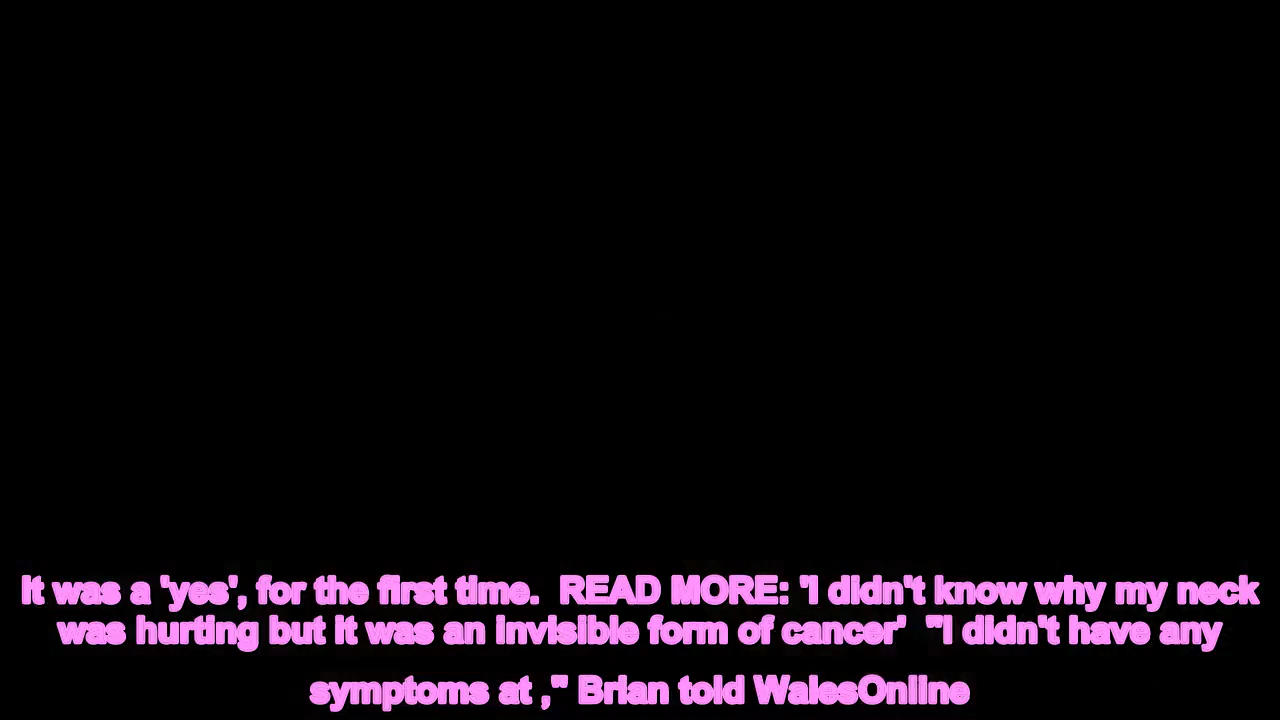 It was a 'yes', for the first time.  READ MORE: 'I didn't know why my neck
was hurting but it was an invisible form of cancer'  "I didn't have any
symptoms at ," Brian told WalesOnline